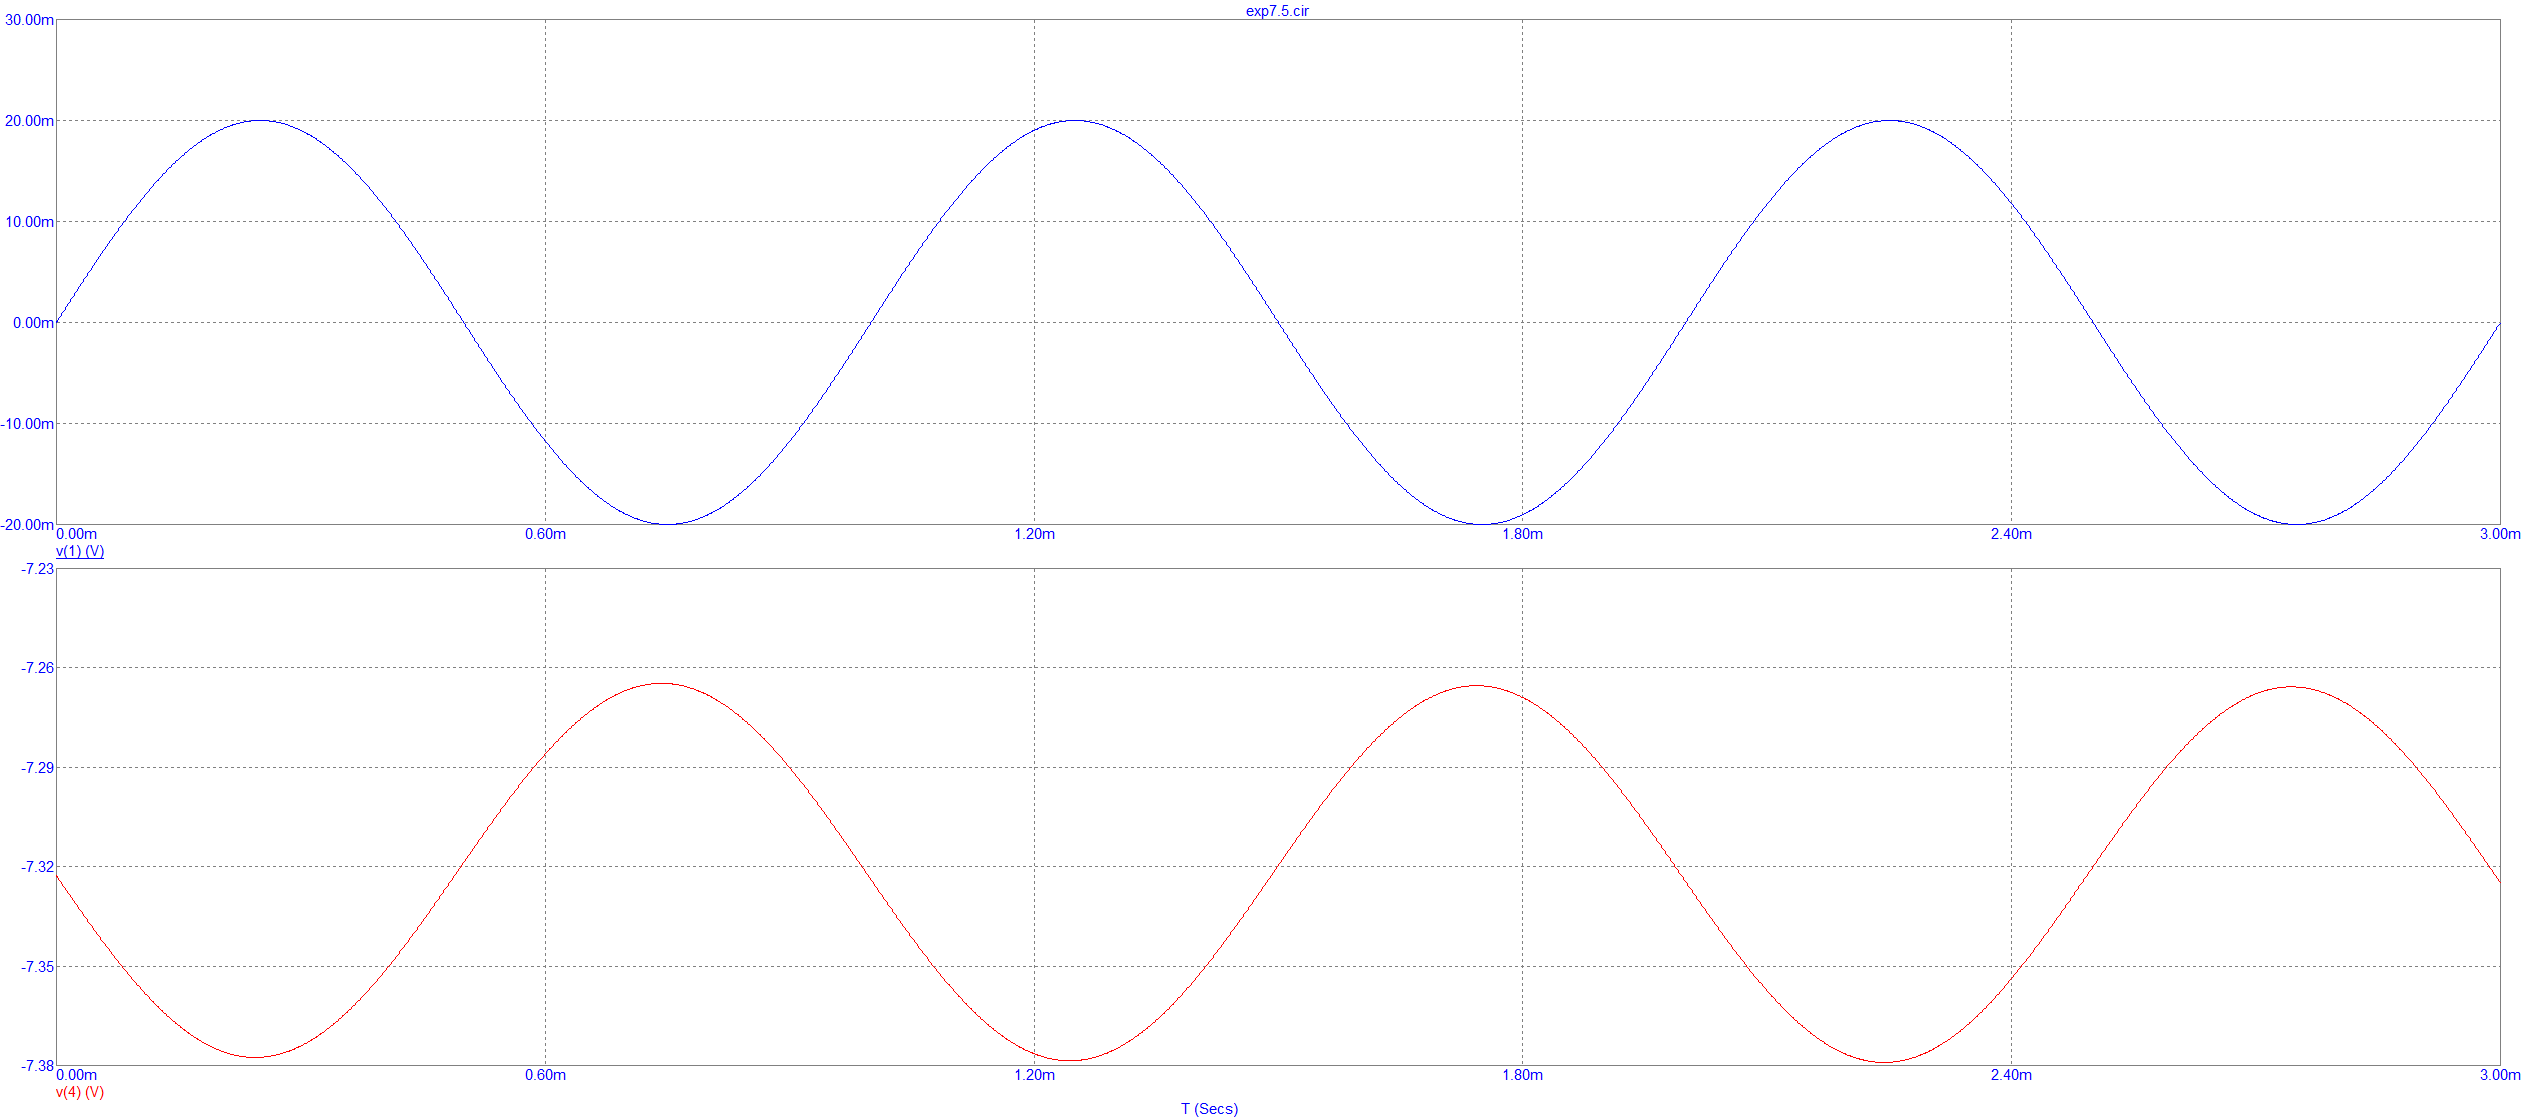 exp7.5.cir
30.00m
20.00m
10.00m
0.00m
-10.00m
-20.00m
0.00m 0.60m 1.20m 1.80m 2.40m 3.00m
v(1) (V)
-7.23
-7.26
-7.29
-7.32
-7.35
-7.38
0.00m 0.60m 1.20m 1.80m 2.40m 3.00m
v(4) (V)
T (Secs)